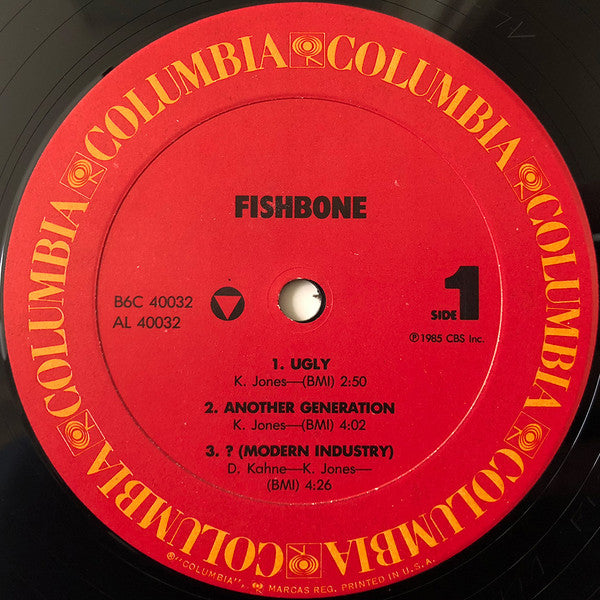 COLUMBIA COLUMBIA COLUMBIA COLUMBIA COLUMBIA COLUMBIA
FISHBONE
B6C 40032
AL 40032
SIDE 1
℗1985 CBS Inc.
1. UGLY
K. Jones—(BMI) 2:50
2. ANOTHER GENERATION
K. Jones—(BMI) 4:02
3. ? (MODERN INDUSTRY)
D. Kahne—K. Jones—
(BMI) 4:26
®"COLUMBIA", MARCAS REG. PRINTED IN U.S.A.